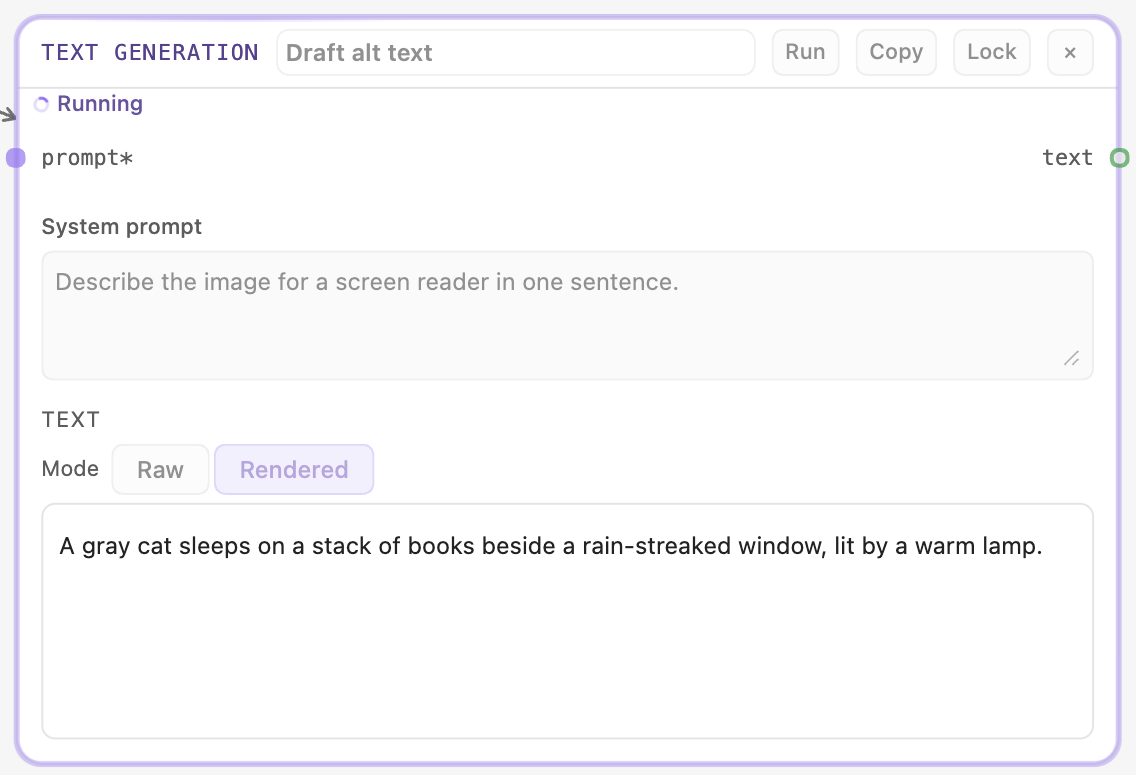 TEXT GENERATION Draft alt text Run Copy Lock ×
Running
prompt* text
System prompt
Describe the image for a screen reader in one sentence.
TEXT
Mode Raw Rendered
A gray cat sleeps on a stack of books beside a rain-streaked window, lit by a warm lamp.